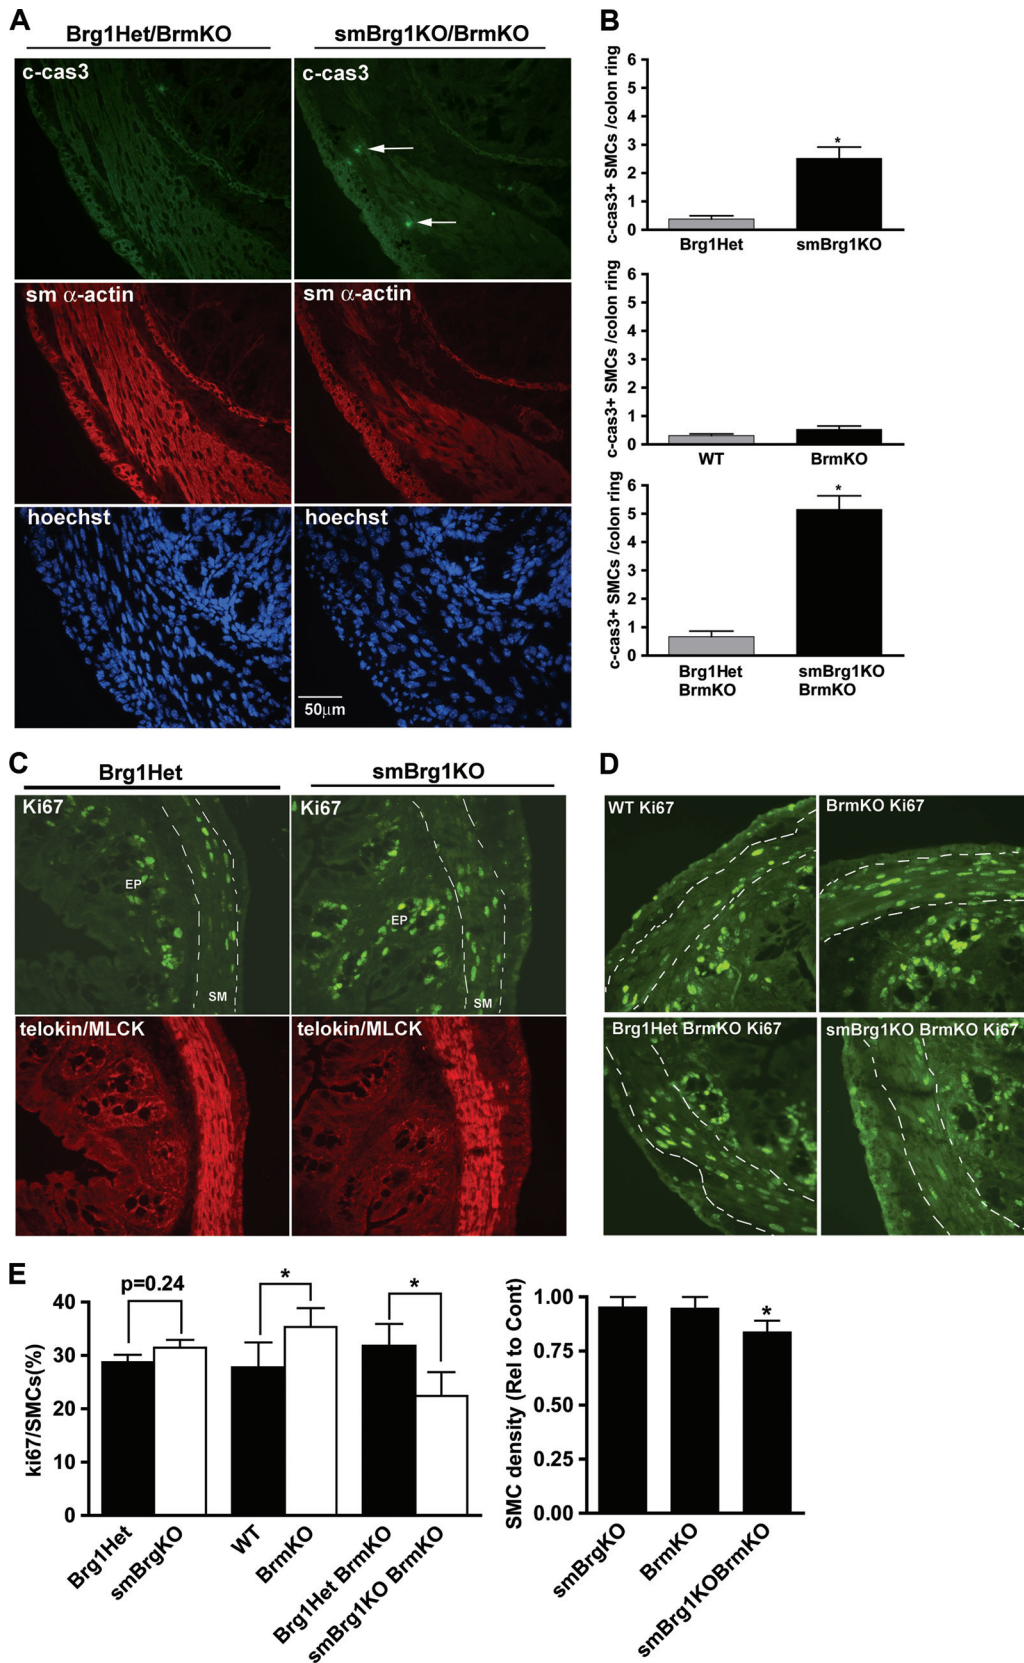 A
Brg1Het/BrmKO
smBrg1KO/BrmKO
c-cas3
c-cas3
sm α-actin
sm α-actin
hoechst
hoechst
50μm
B
c-cas3+ SMCs /colon ring
6
5
4
3
2
1
0
*
Brg1Het
smBrg1KO
c-cas3+ SMCs /colon ring
6
5
4
3
2
1
0
WT
BrmKO
c-cas3+ SMCs /colon ring
6
5
4
3
2
1
0
*
Brg1Het
BrmKO
smBrg1KO
BrmKO
C
Brg1Het
smBrg1KO
Ki67
EP
SM
Ki67
EP
SM
telokin/MLCK
telokin/MLCK
D
WT Ki67
BrmKO Ki67
Brg1Het BrmKO Ki67
smBrg1KO BrmKO Ki67
E
ki67/SMCs(%)
40
30
20
10
0
p=0.24
*
*
Brg1Het
smBrgKO
WT
BrmKO
Brg1Het BrmKO
smBrg1KO BrmKO
SMC density (Rel to Cont)
1.00
0.75
0.50
0.25
0.00
*
smBrgKO
BrmKO
smBrg1KOBrmKO